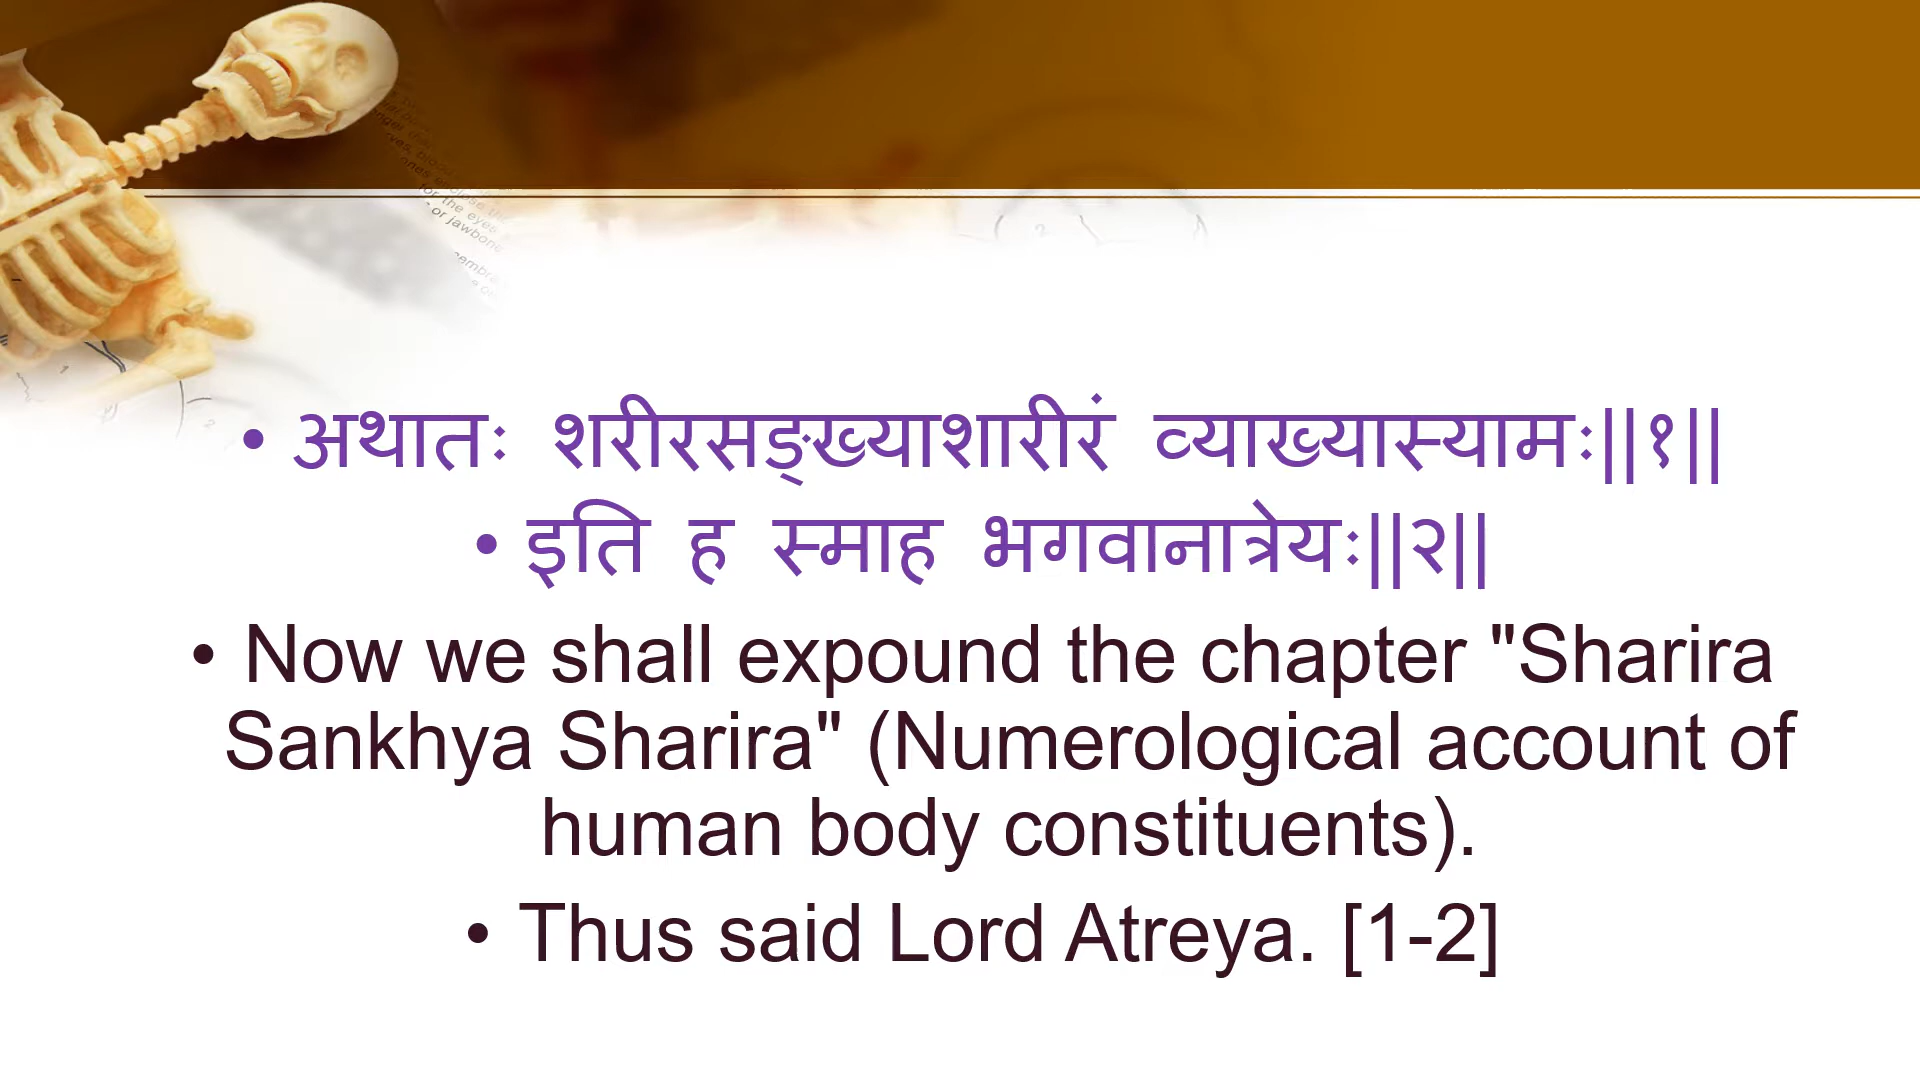 • अथातः शरीरसङ्ख्याशारीरं व्याख्यास्यामः||१||
• इति ह स्माह भगवानात्रेयः||२||
• Now we shall expound the chapter "Sharira
Sankhya Sharira" (Numerological account of
human body constituents).
• Thus said Lord Atreya. [1-2]